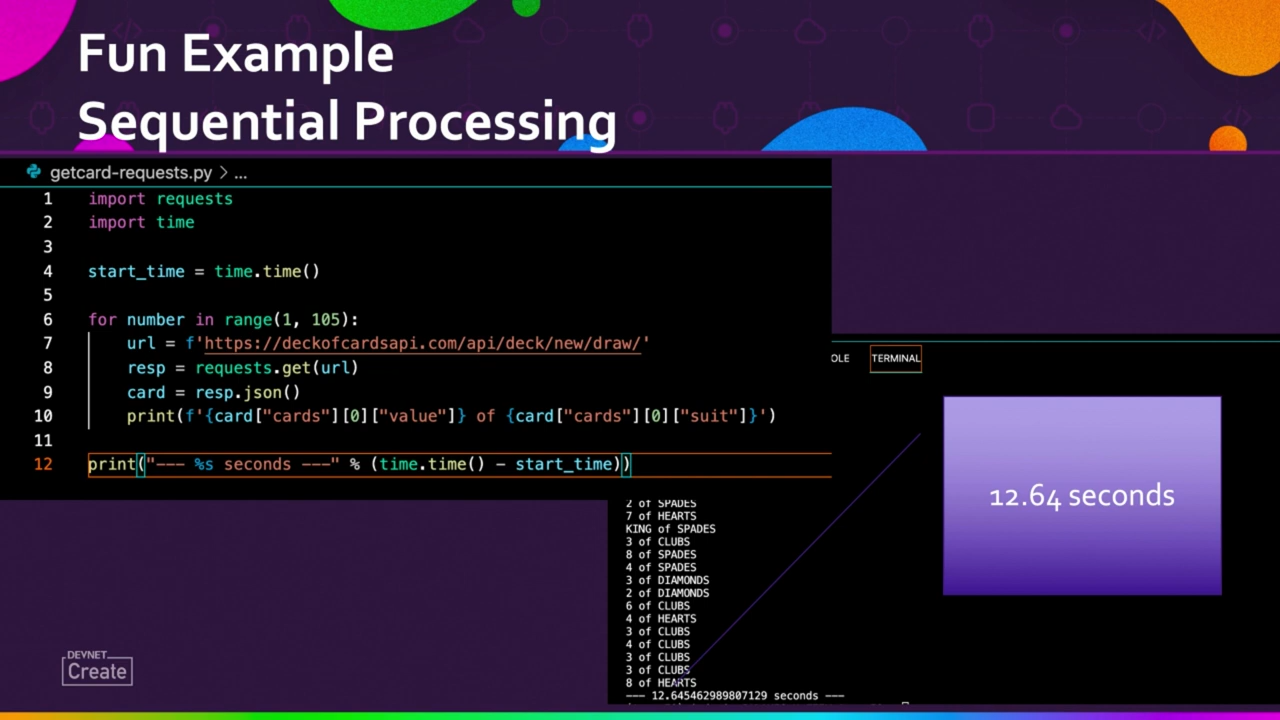 Fun Example
Sequential Processing
getcard-requests.py > ...
1 import requests
2 import time
3
4 start_time = time.time()
5
6 for number in range(1, 105):
7 url = f'https://deckofcardsapi.com/api/deck/new/draw/'
8 resp = requests.get(url)
9 card = resp.json()
10 print(f'{card["cards"][0]["value"]} of {card["cards"][0]["suit"]}')
11
12 print("--- %s seconds ---" % (time.time() - start_time))
OLE TERMINAL
12.64 seconds
2 of SPADES
7 of HEARTS
KING of SPADES
3 of CLUBS
8 of SPADES
4 of SPADES
3 of DIAMONDS
2 of DIAMONDS
6 of CLUBS
4 of HEARTS
3 of CLUBS
4 of CLUBS
3 of CLUBS
3 of CLUBS
8 of HEARTS
--- 12.645462989807129 seconds ---
DEVNET
Create